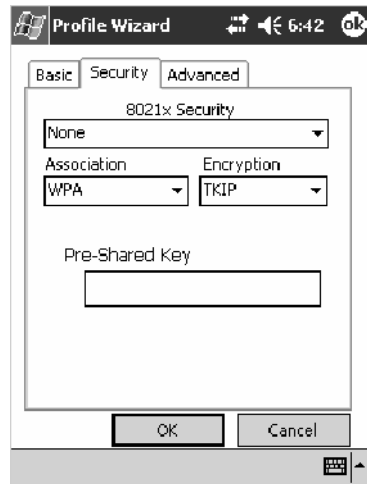 Profile Wizard 6:42 ok
Basic Security Advanced
8021x Security
None
Association Encryption
WPA TKIP
Pre-Shared Key
OK Cancel